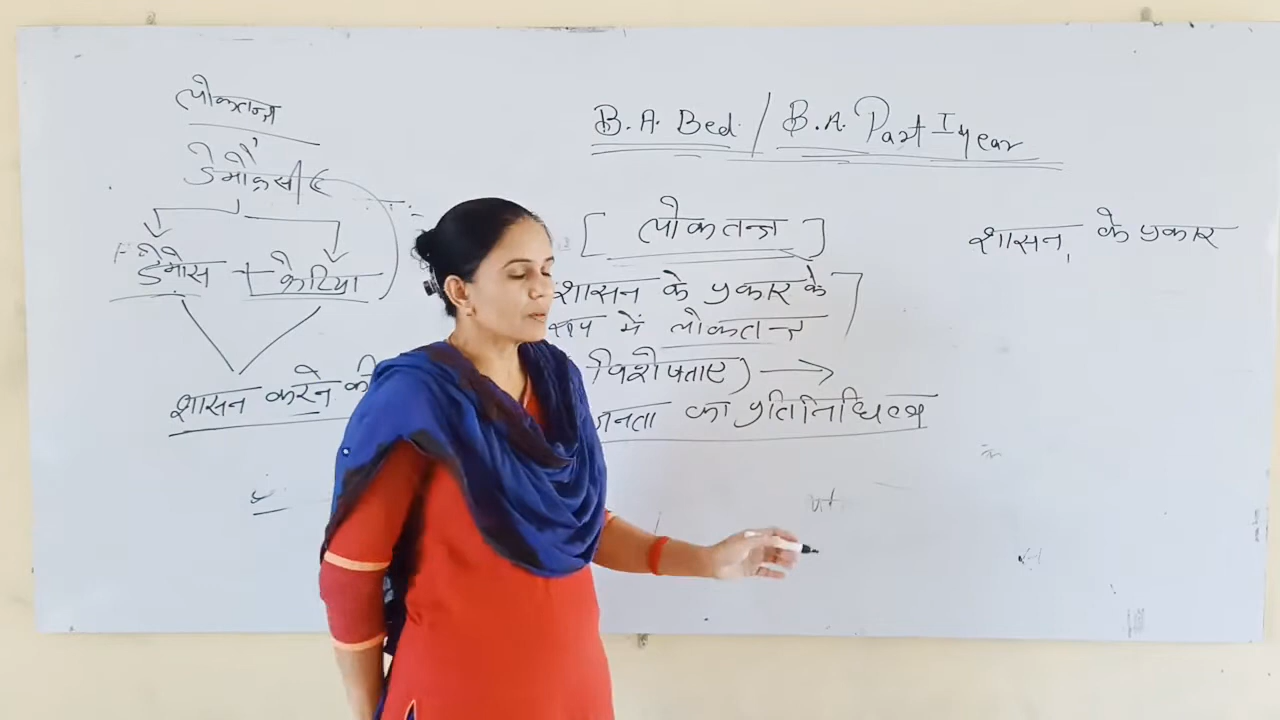 लोकतन्त्र
डेमोक्रेसी
डेमोस + कैटिया
शासन करने की
B.A. Bed. / B.A. Part I year
[ लोकतन्त्र ]
शासन के प्रकार के
रूप में लोकतन्त्र
विशेषताए) →
जनता का प्रतिनिधित्व
शासन, के प्रकार